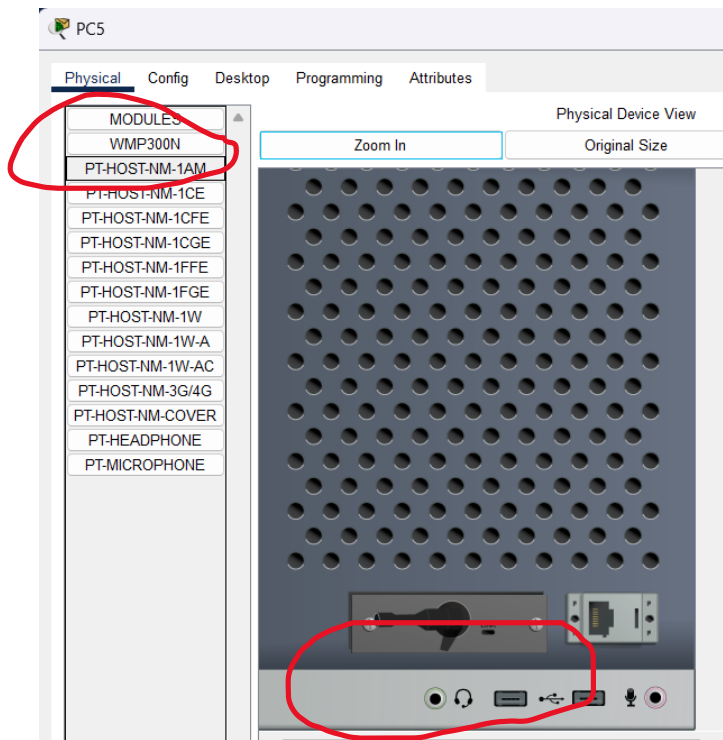 PC5
Physical Config Desktop Programming Attributes
MODULES
WMP300N
PT-HOST-NM-1AM
PT-HOST-NM-1CE
PT-HOST-NM-1CFE
PT-HOST-NM-1CGE
PT-HOST-NM-1FFE
PT-HOST-NM-1FGE
PT-HOST-NM-1W
PT-HOST-NM-1W-A
PT-HOST-NM-1W-AC
PT-HOST-NM-3G/4G
PT-HOST-NM-COVER
PT-HEADPHONE
PT-MICROPHONE
Physical Device View
Zoom In Original Size